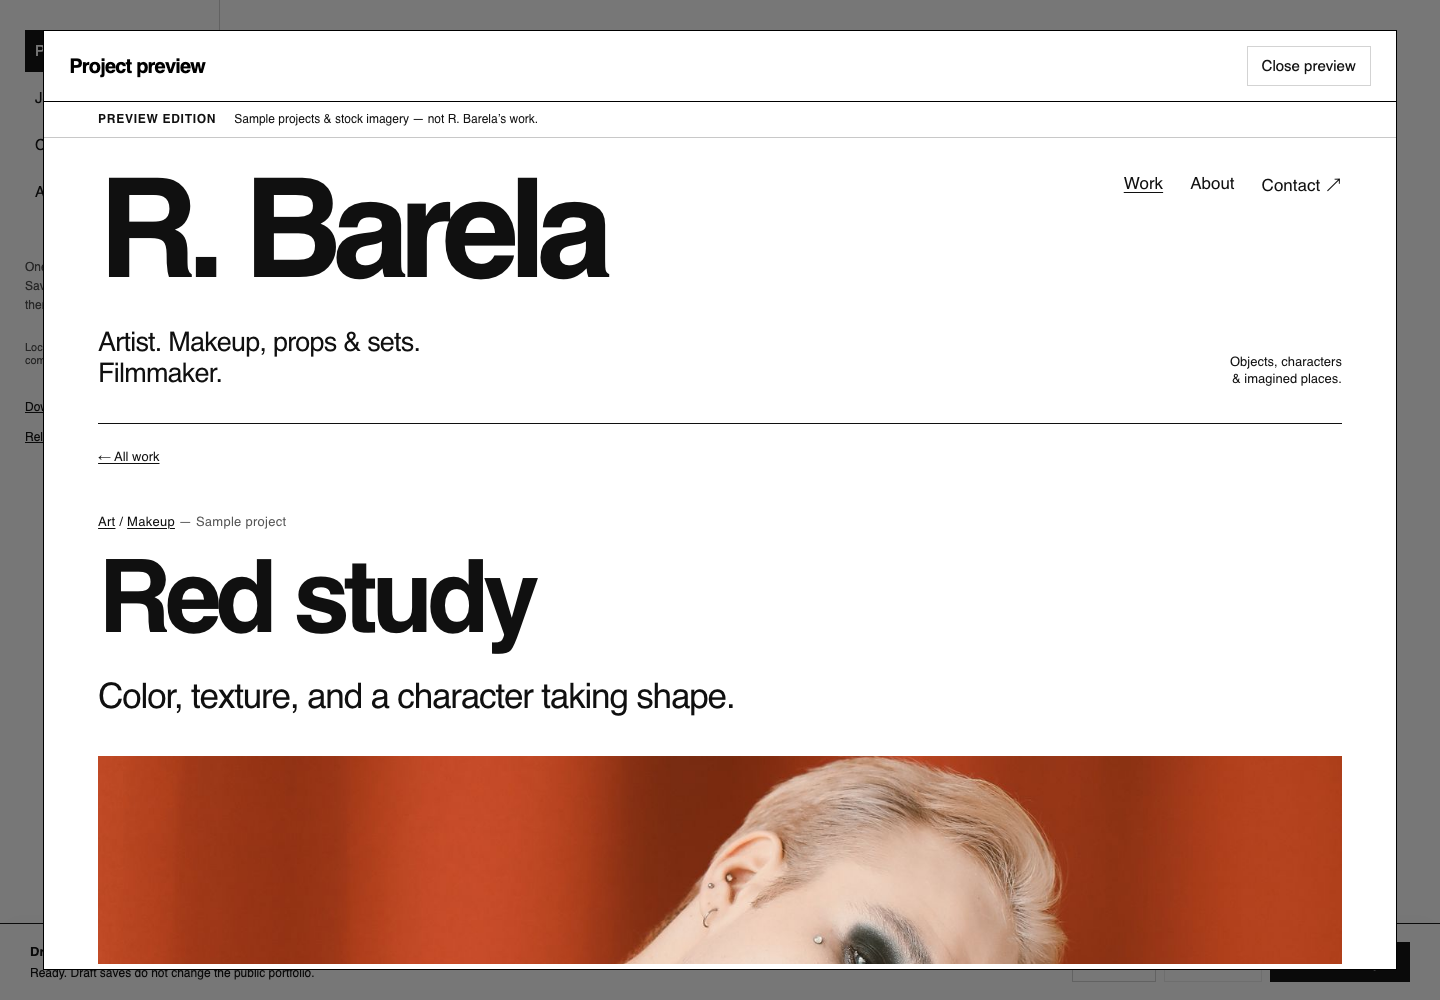 Project preview
Close preview
PREVIEW EDITION Sample projects & stock imagery — not R. Barela’s work.
R. Barela
Work About Contact ↗
Artist. Makeup, props & sets.
Filmmaker.
Objects, characters
& imagined places.
← All work
Art / Makeup — Sample project
Red study
Color, texture, and a character taking shape.
Ready. Draft saves do not change the public portfolio.